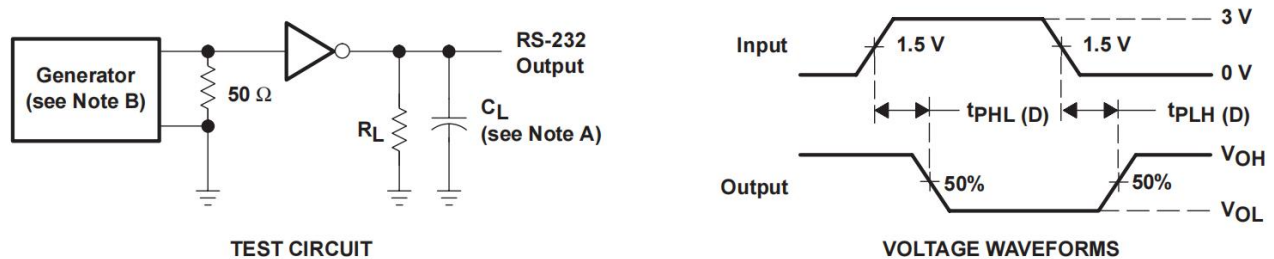 Generator
(see Note B)
50 Ω
RS-232
Output
RL
CL
(see Note A)
TEST CIRCUIT
Input
1.5 V
1.5 V
3 V
0 V
tPHL (D)
tPLH (D)
Output
50%
50%
VOH
VOL
VOLTAGE WAVEFORMS